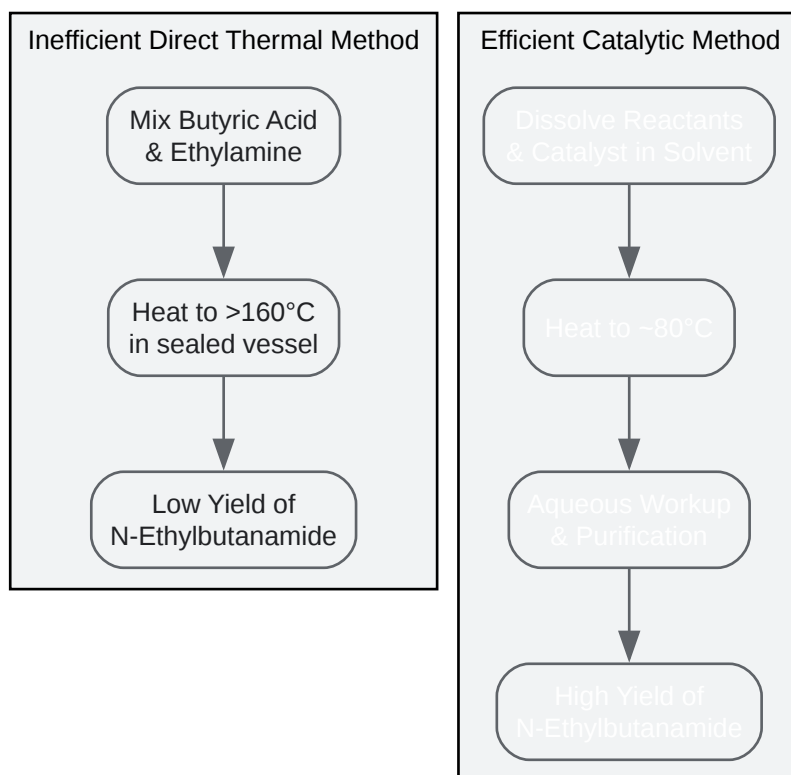 Inefficient Direct Thermal Method
Mix Butyric Acid
& Ethylamine
Heat to >160°C
in sealed vessel
Low Yield of
N-Ethylbutanamide
Efficient Catalytic Method
Dissolve Reactants
& Catalyst in Solvent
Heat to ~80°C
Aqueous Workup
& Purification
High Yield of
N-Ethylbutanamide